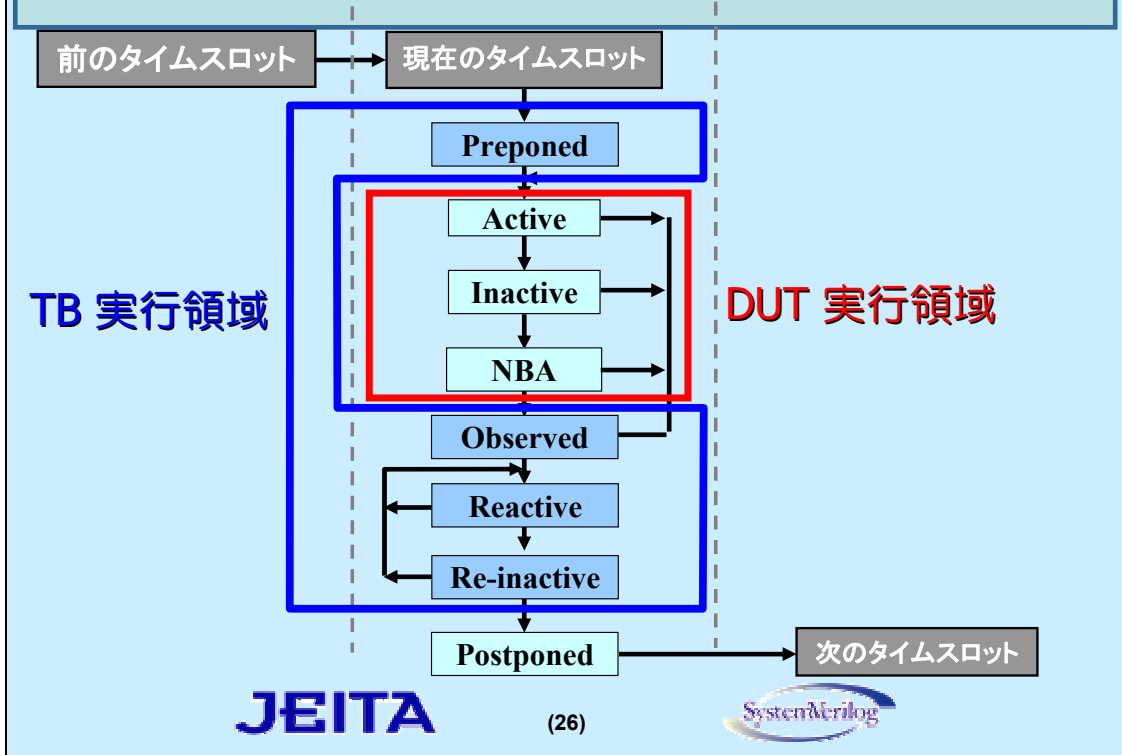 前のタイムスロット
現在のタイムスロット
Preponed
Active
Inactive
NBA
TB 実行領域
DUT 実行領域
Observed
Reactive
Re-inactive
Postponed
次のタイムスロット
JEITA
(26)
SystemVerilog